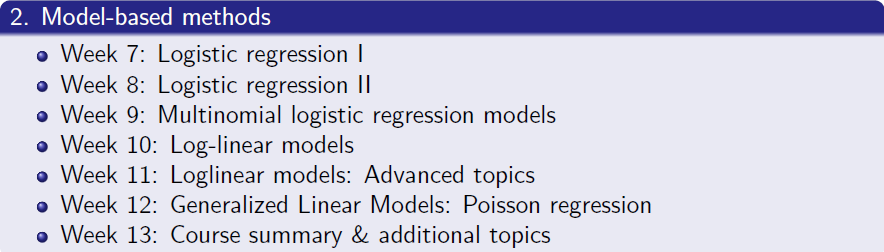 2. Model-based methods
Week 7: Logistic regression I
Week 8: Logistic regression II
Week 9: Multinomial logistic regression models
Week 10: Log-linear models
Week 11: Loglinear models: Advanced topics
Week 12: Generalized Linear Models: Poisson regression
Week 13: Course summary & additional topics